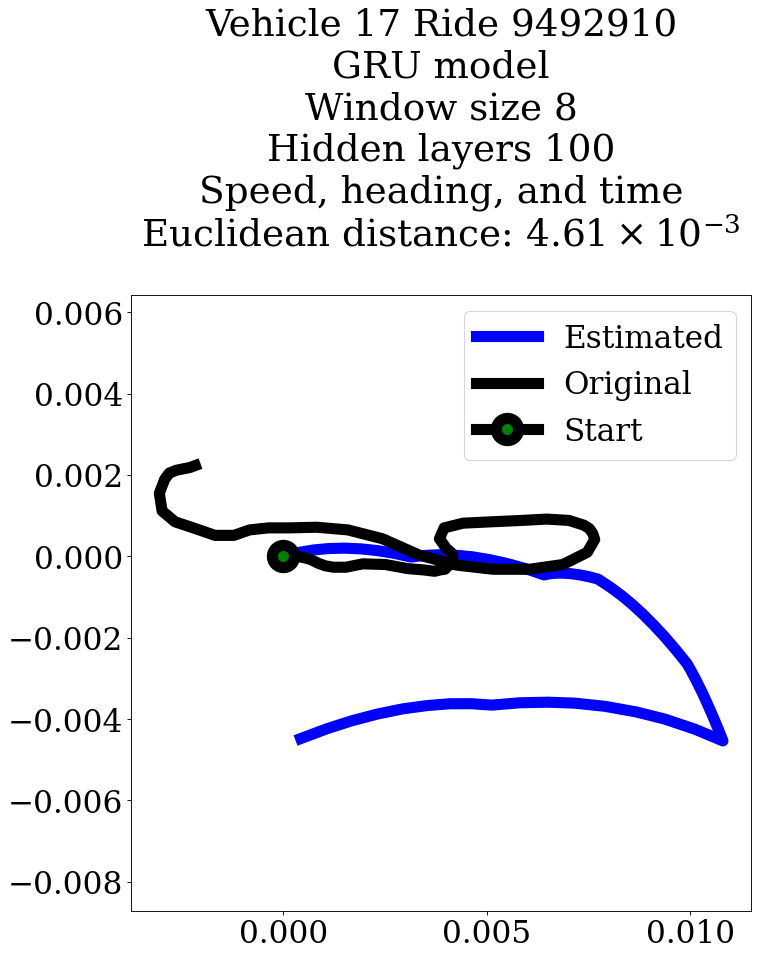 Vehicle 17 Ride 9492910
GRU model
Window size 8
Hidden layers 100
Speed, heading, and time
Euclidean distance: 4.61 × 10⁻³
Estimated
Original
Start
0.006
0.004
0.002
0.000
−0.002
−0.004
−0.006
−0.008
0.000 0.005 0.010